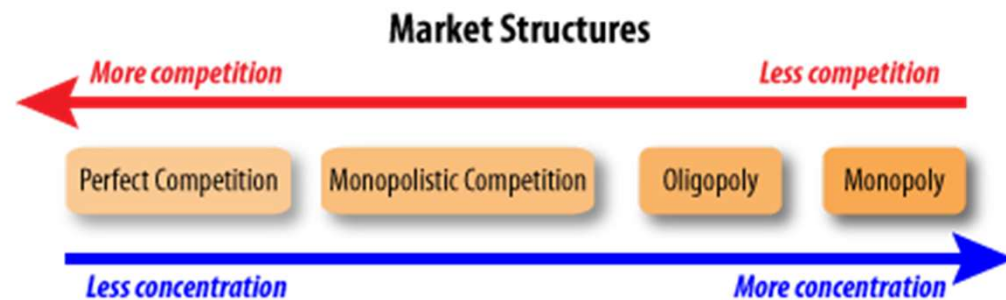 Market Structures
More competition
Less competition
Perfect Competition
Monopolistic Competition
Oligopoly
Monopoly
Less concentration
More concentration